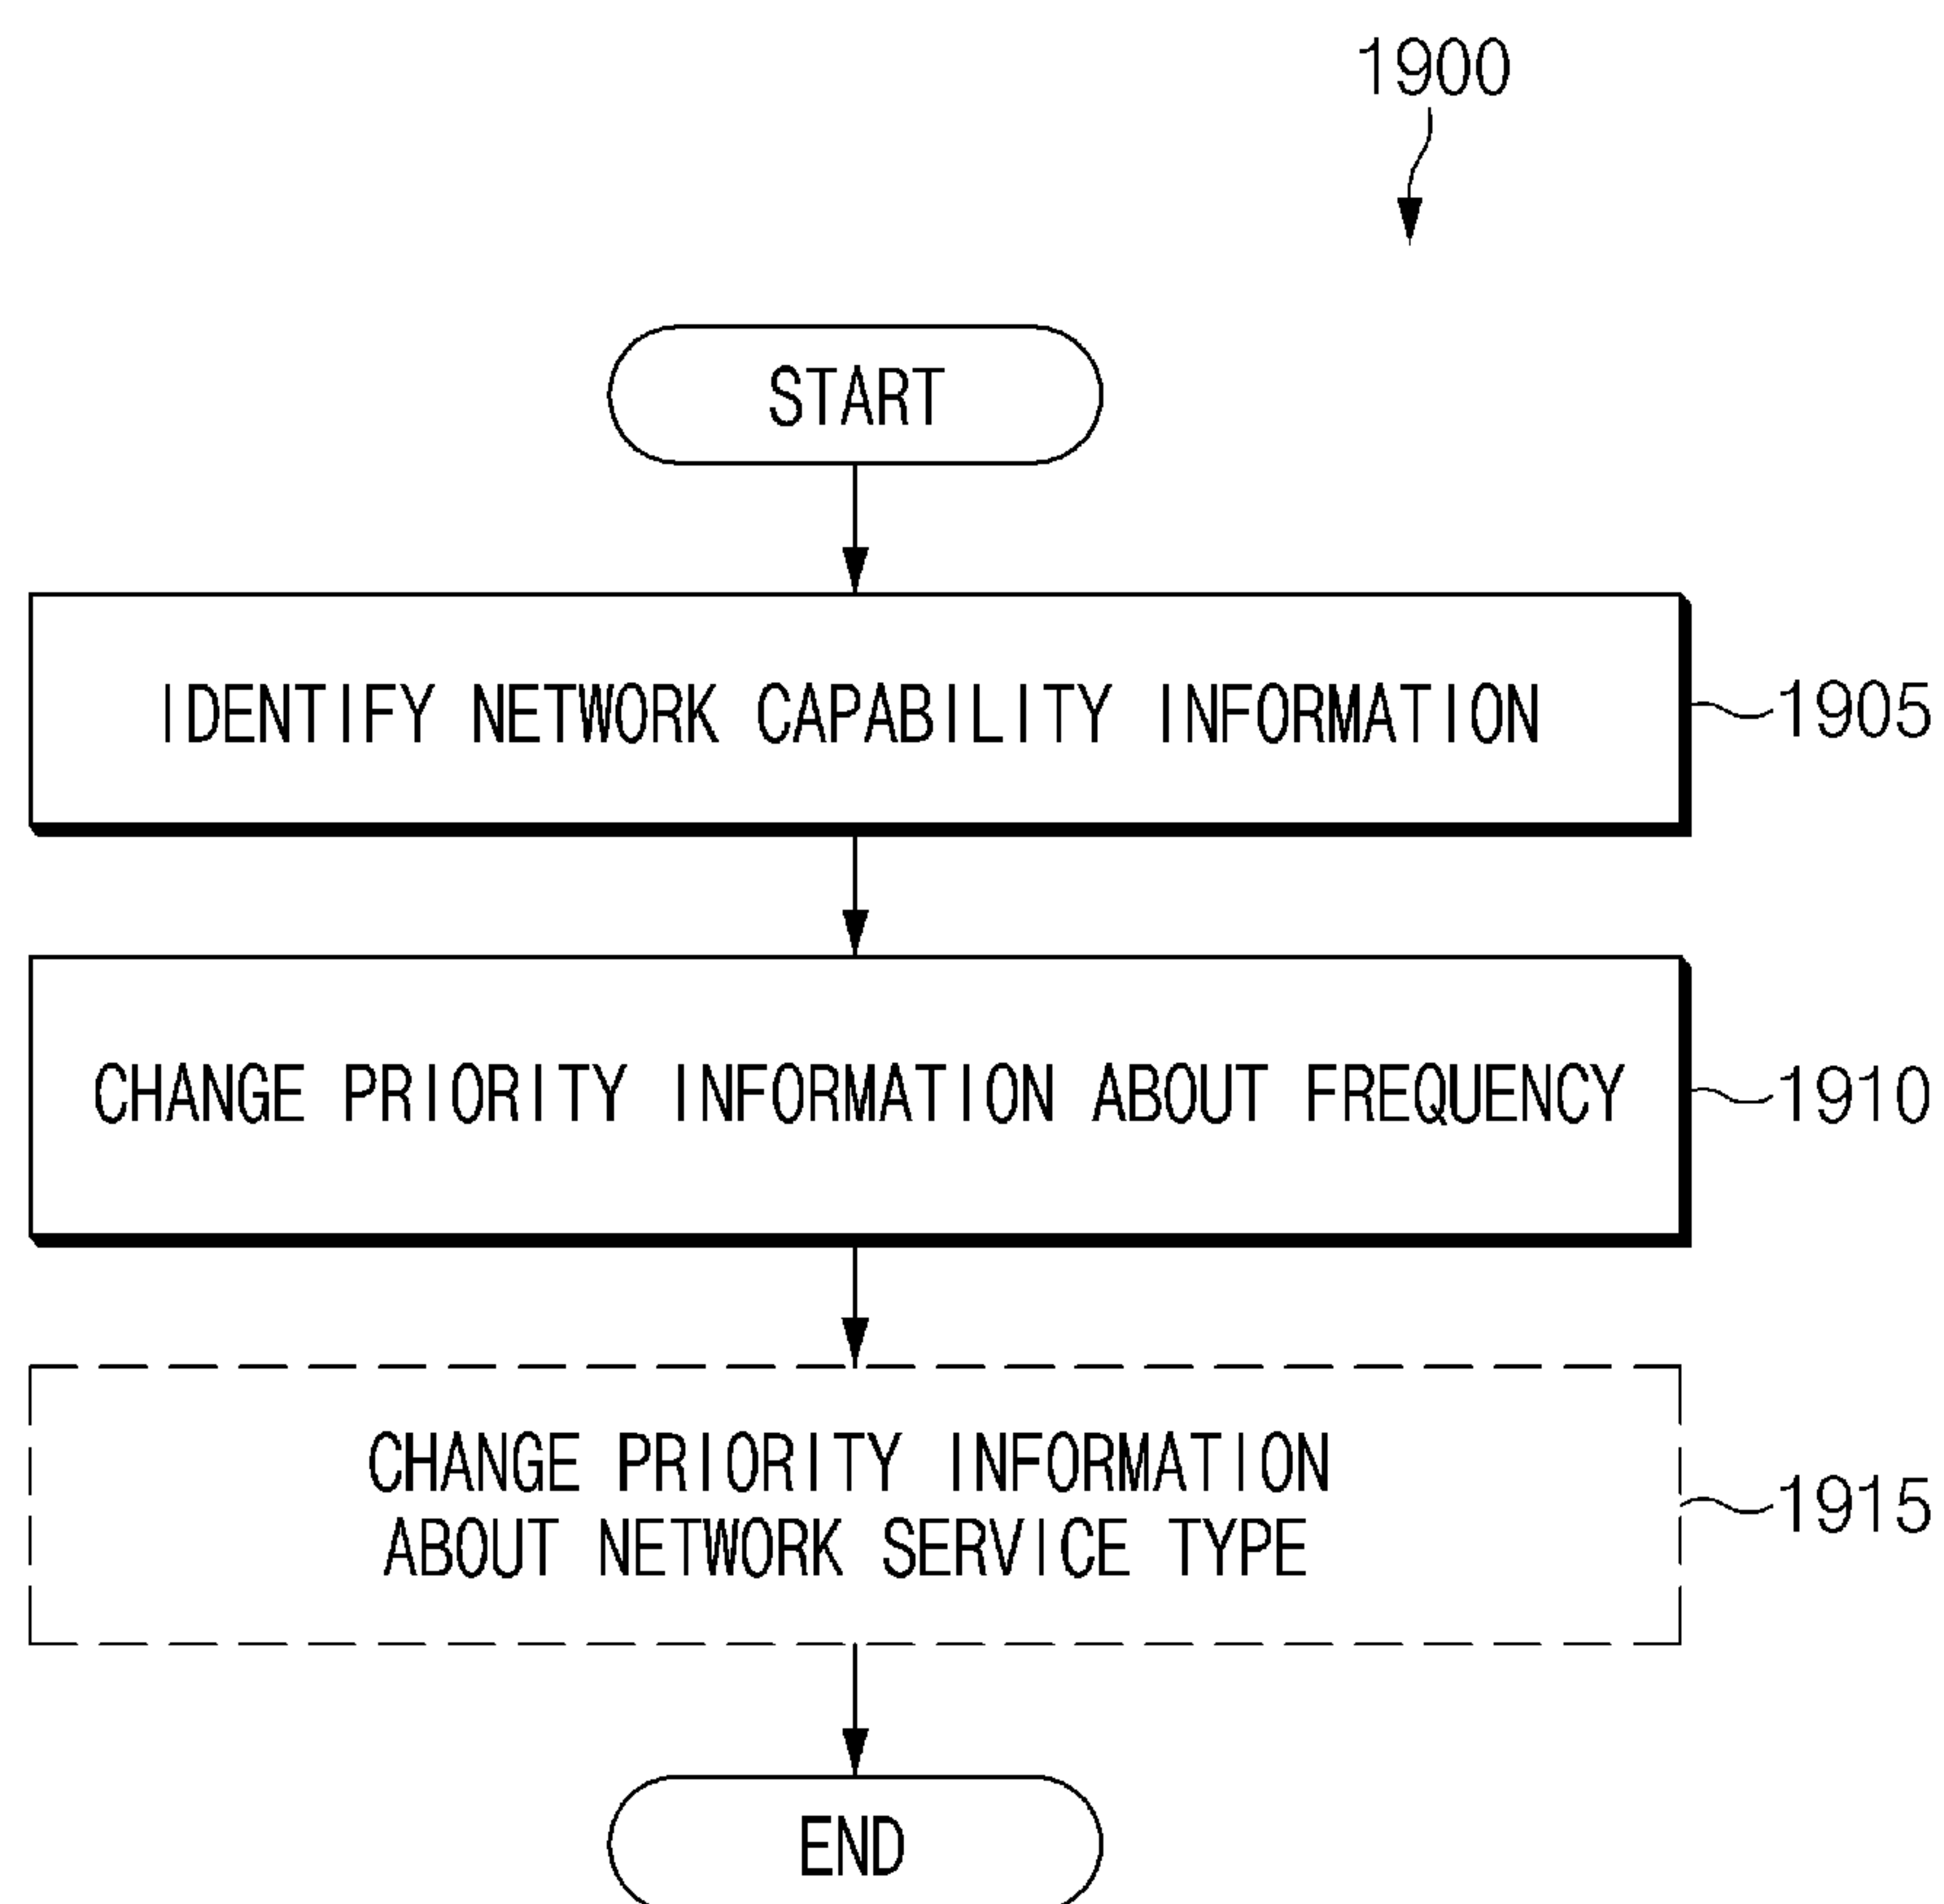 1900
START
IDENTIFY NETWORK CAPABILITY INFORMATION
1905
CHANGE PRIORITY INFORMATION ABOUT FREQUENCY
1910
CHANGE PRIORITY INFORMATION
ABOUT NETWORK SERVICE TYPE
1915
END